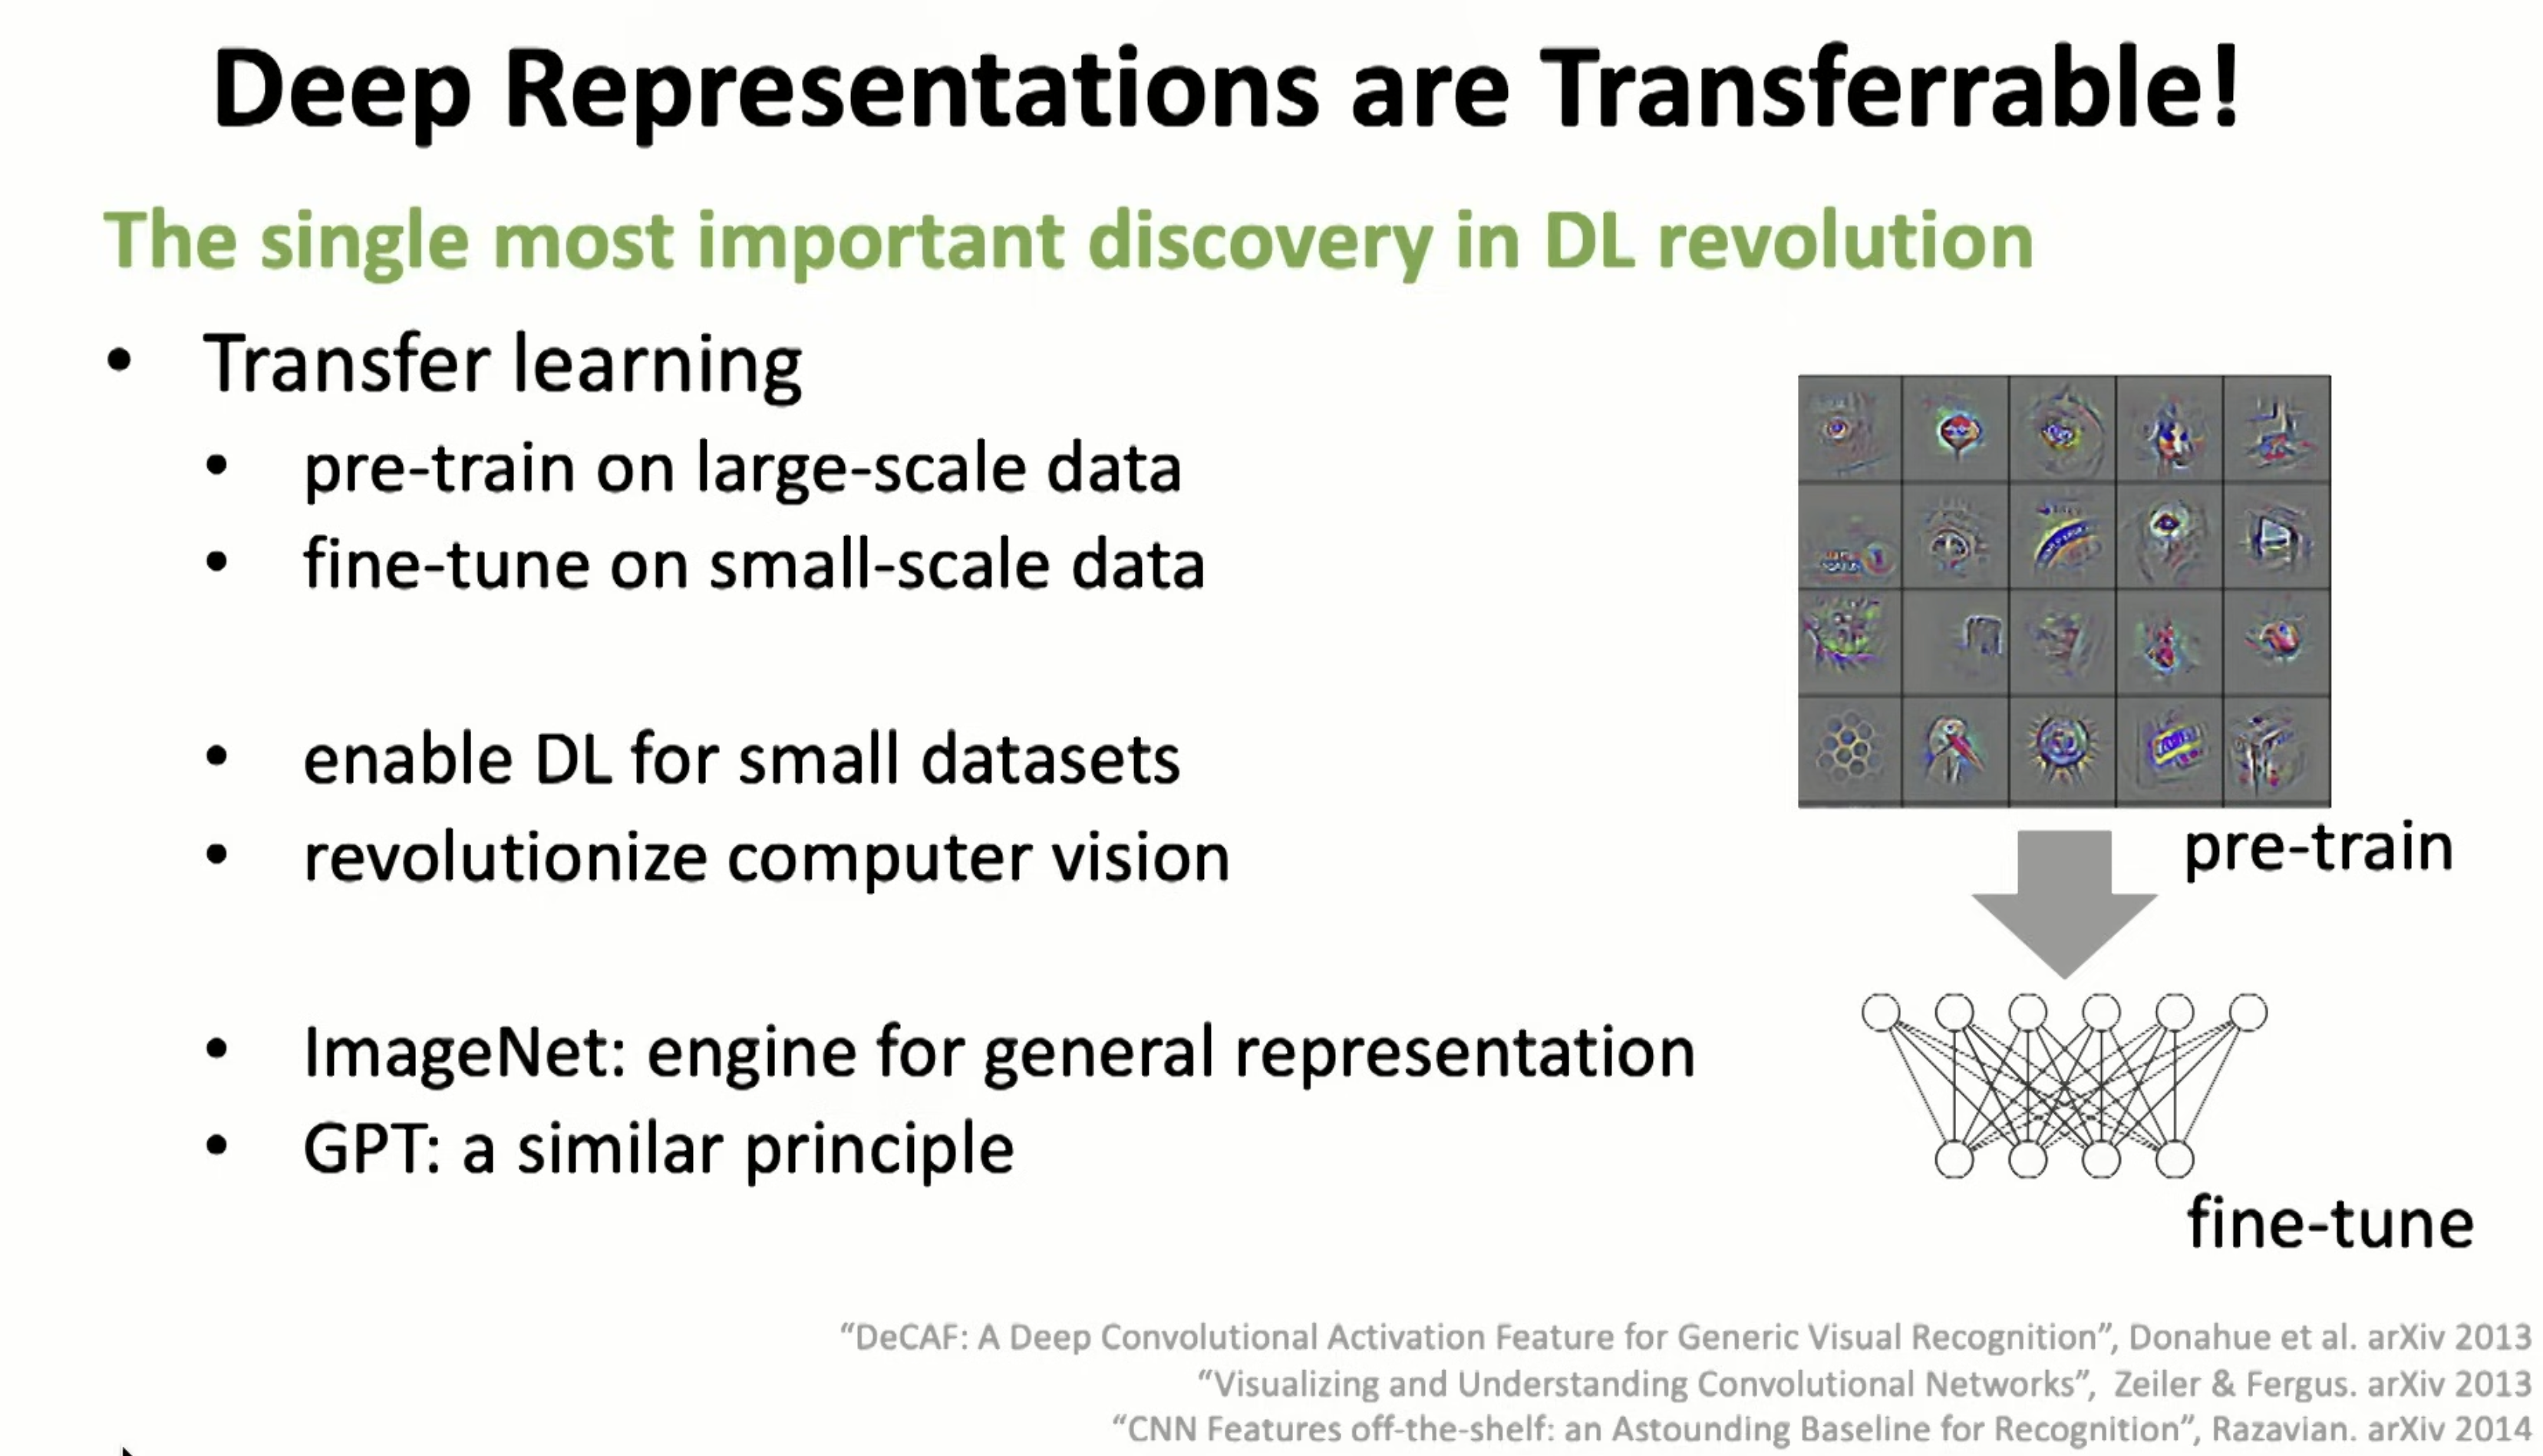 Deep Representations are Transferrable!
The single most important discovery in DL revolution
• Transfer learning
• pre-train on large-scale data
• fine-tune on small-scale data
• enable DL for small datasets
• revolutionize computer vision
• ImageNet: engine for general representation
• GPT: a similar principle
pre-train
fine-tune
“DeCAF: A Deep Convolutional Activation Feature for Generic Visual Recognition”, Donahue et al. arXiv 2013
“Visualizing and Understanding Convolutional Networks”, Zeiler & Fergus. arXiv 2013
“CNN Features off-the-shelf: an Astounding Baseline for Recognition”, Razavian. arXiv 2014